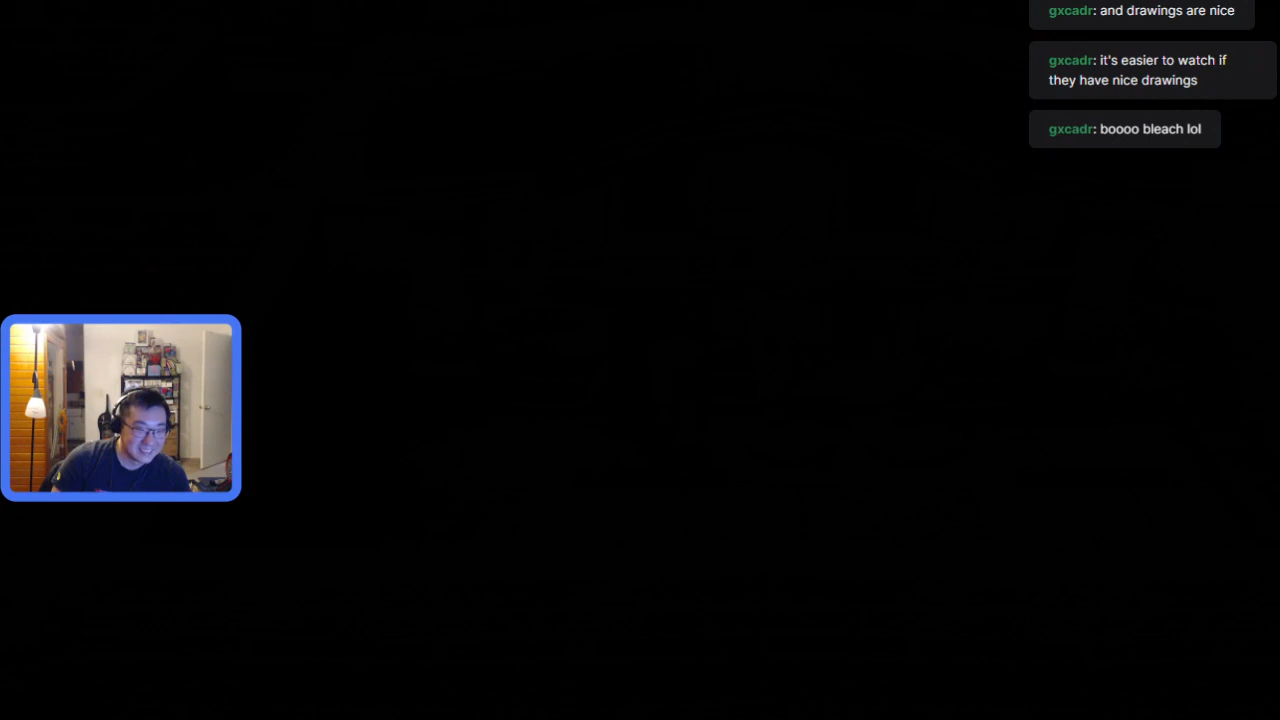 gxcadr: and drawings are nice
gxcadr: it's easier to watch if
they have nice drawings
gxcadr: boooo bleach lol